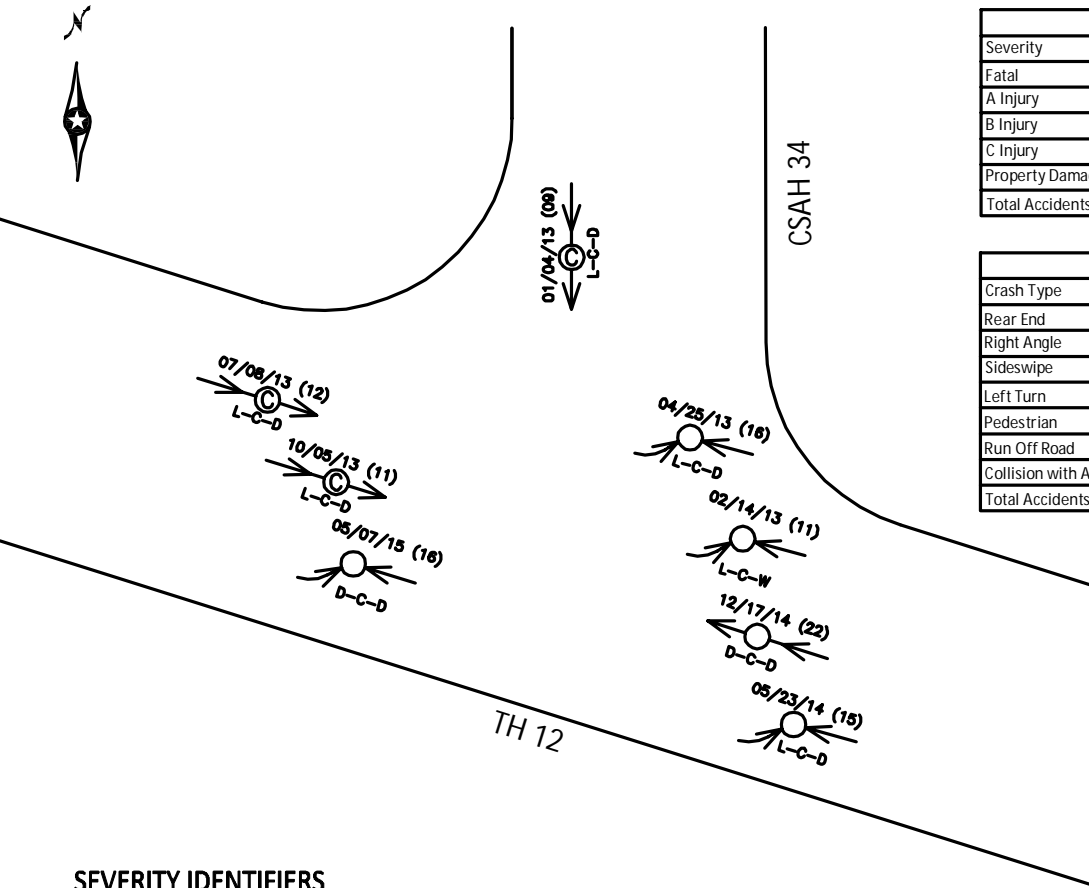 N
Severity
Fatal
A Injury
B Injury
C Injury
Property Dama
Total Accidents
CSAH 34
01/04/13 (09)
C
L-C-D
Crash Type
Rear End
Right Angle
Sideswipe
Left Turn
Pedestrian
Run Off Road
Collision with A
Total Accidents
07/08/13 (12)
C
L-C-D
10/05/13 (11)
C
L-C-D
05/07/15 (16)
D-C-D
04/25/13 (16)
L-C-D
02/14/13 (11)
L-C-W
12/17/14 (22)
D-C-D
05/23/14 (15)
L-C-D
TH 12
SEVERITY IDENTIFIERS